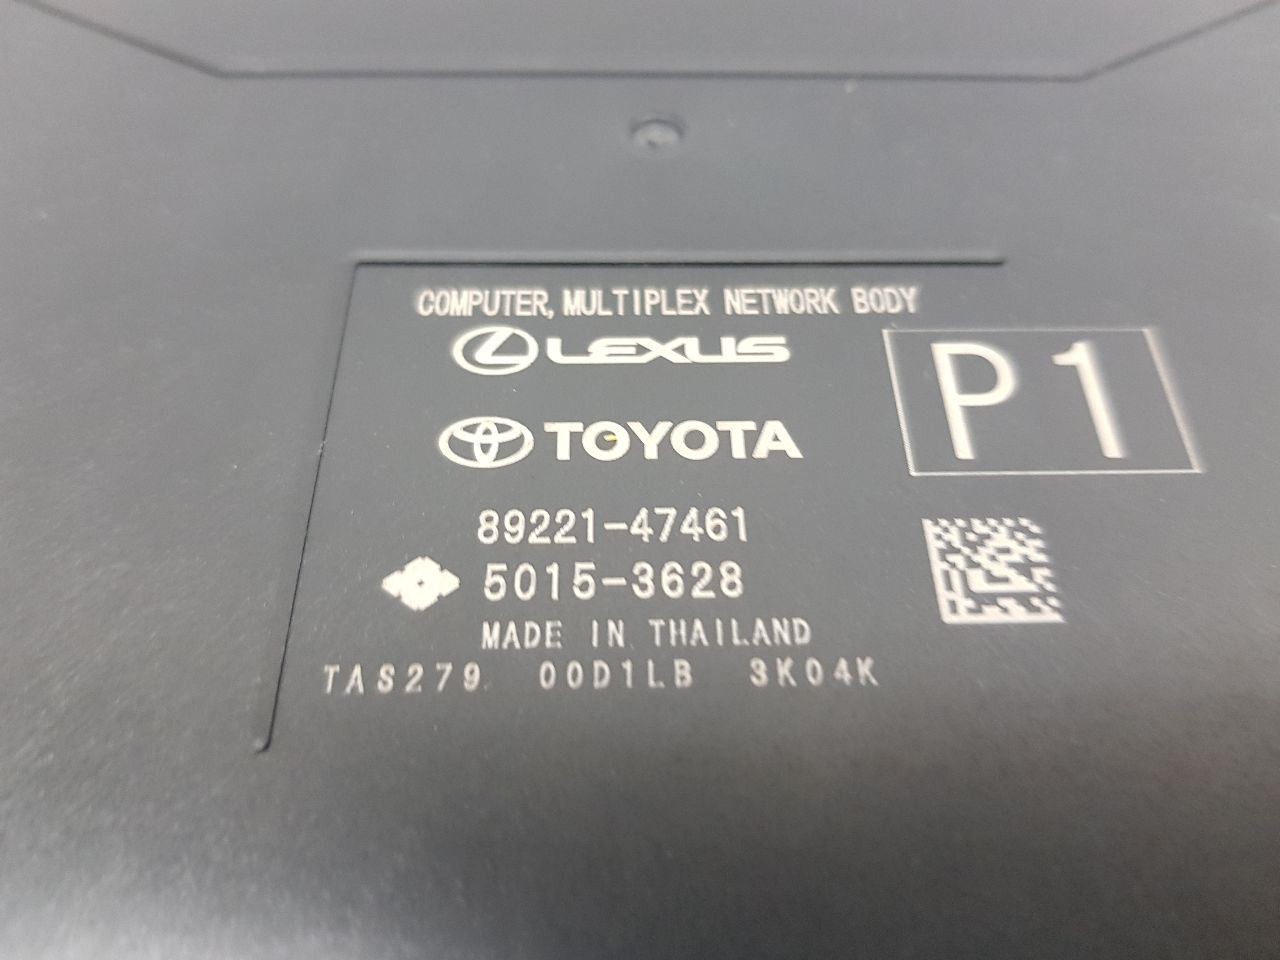 COMPUTER, MULTIPLEX NETWORK BODY
LEXUS
P1
TOYOTA
89221-47461
5015-3628
MADE IN THAILAND
TAS279 00D1LB 3K04K